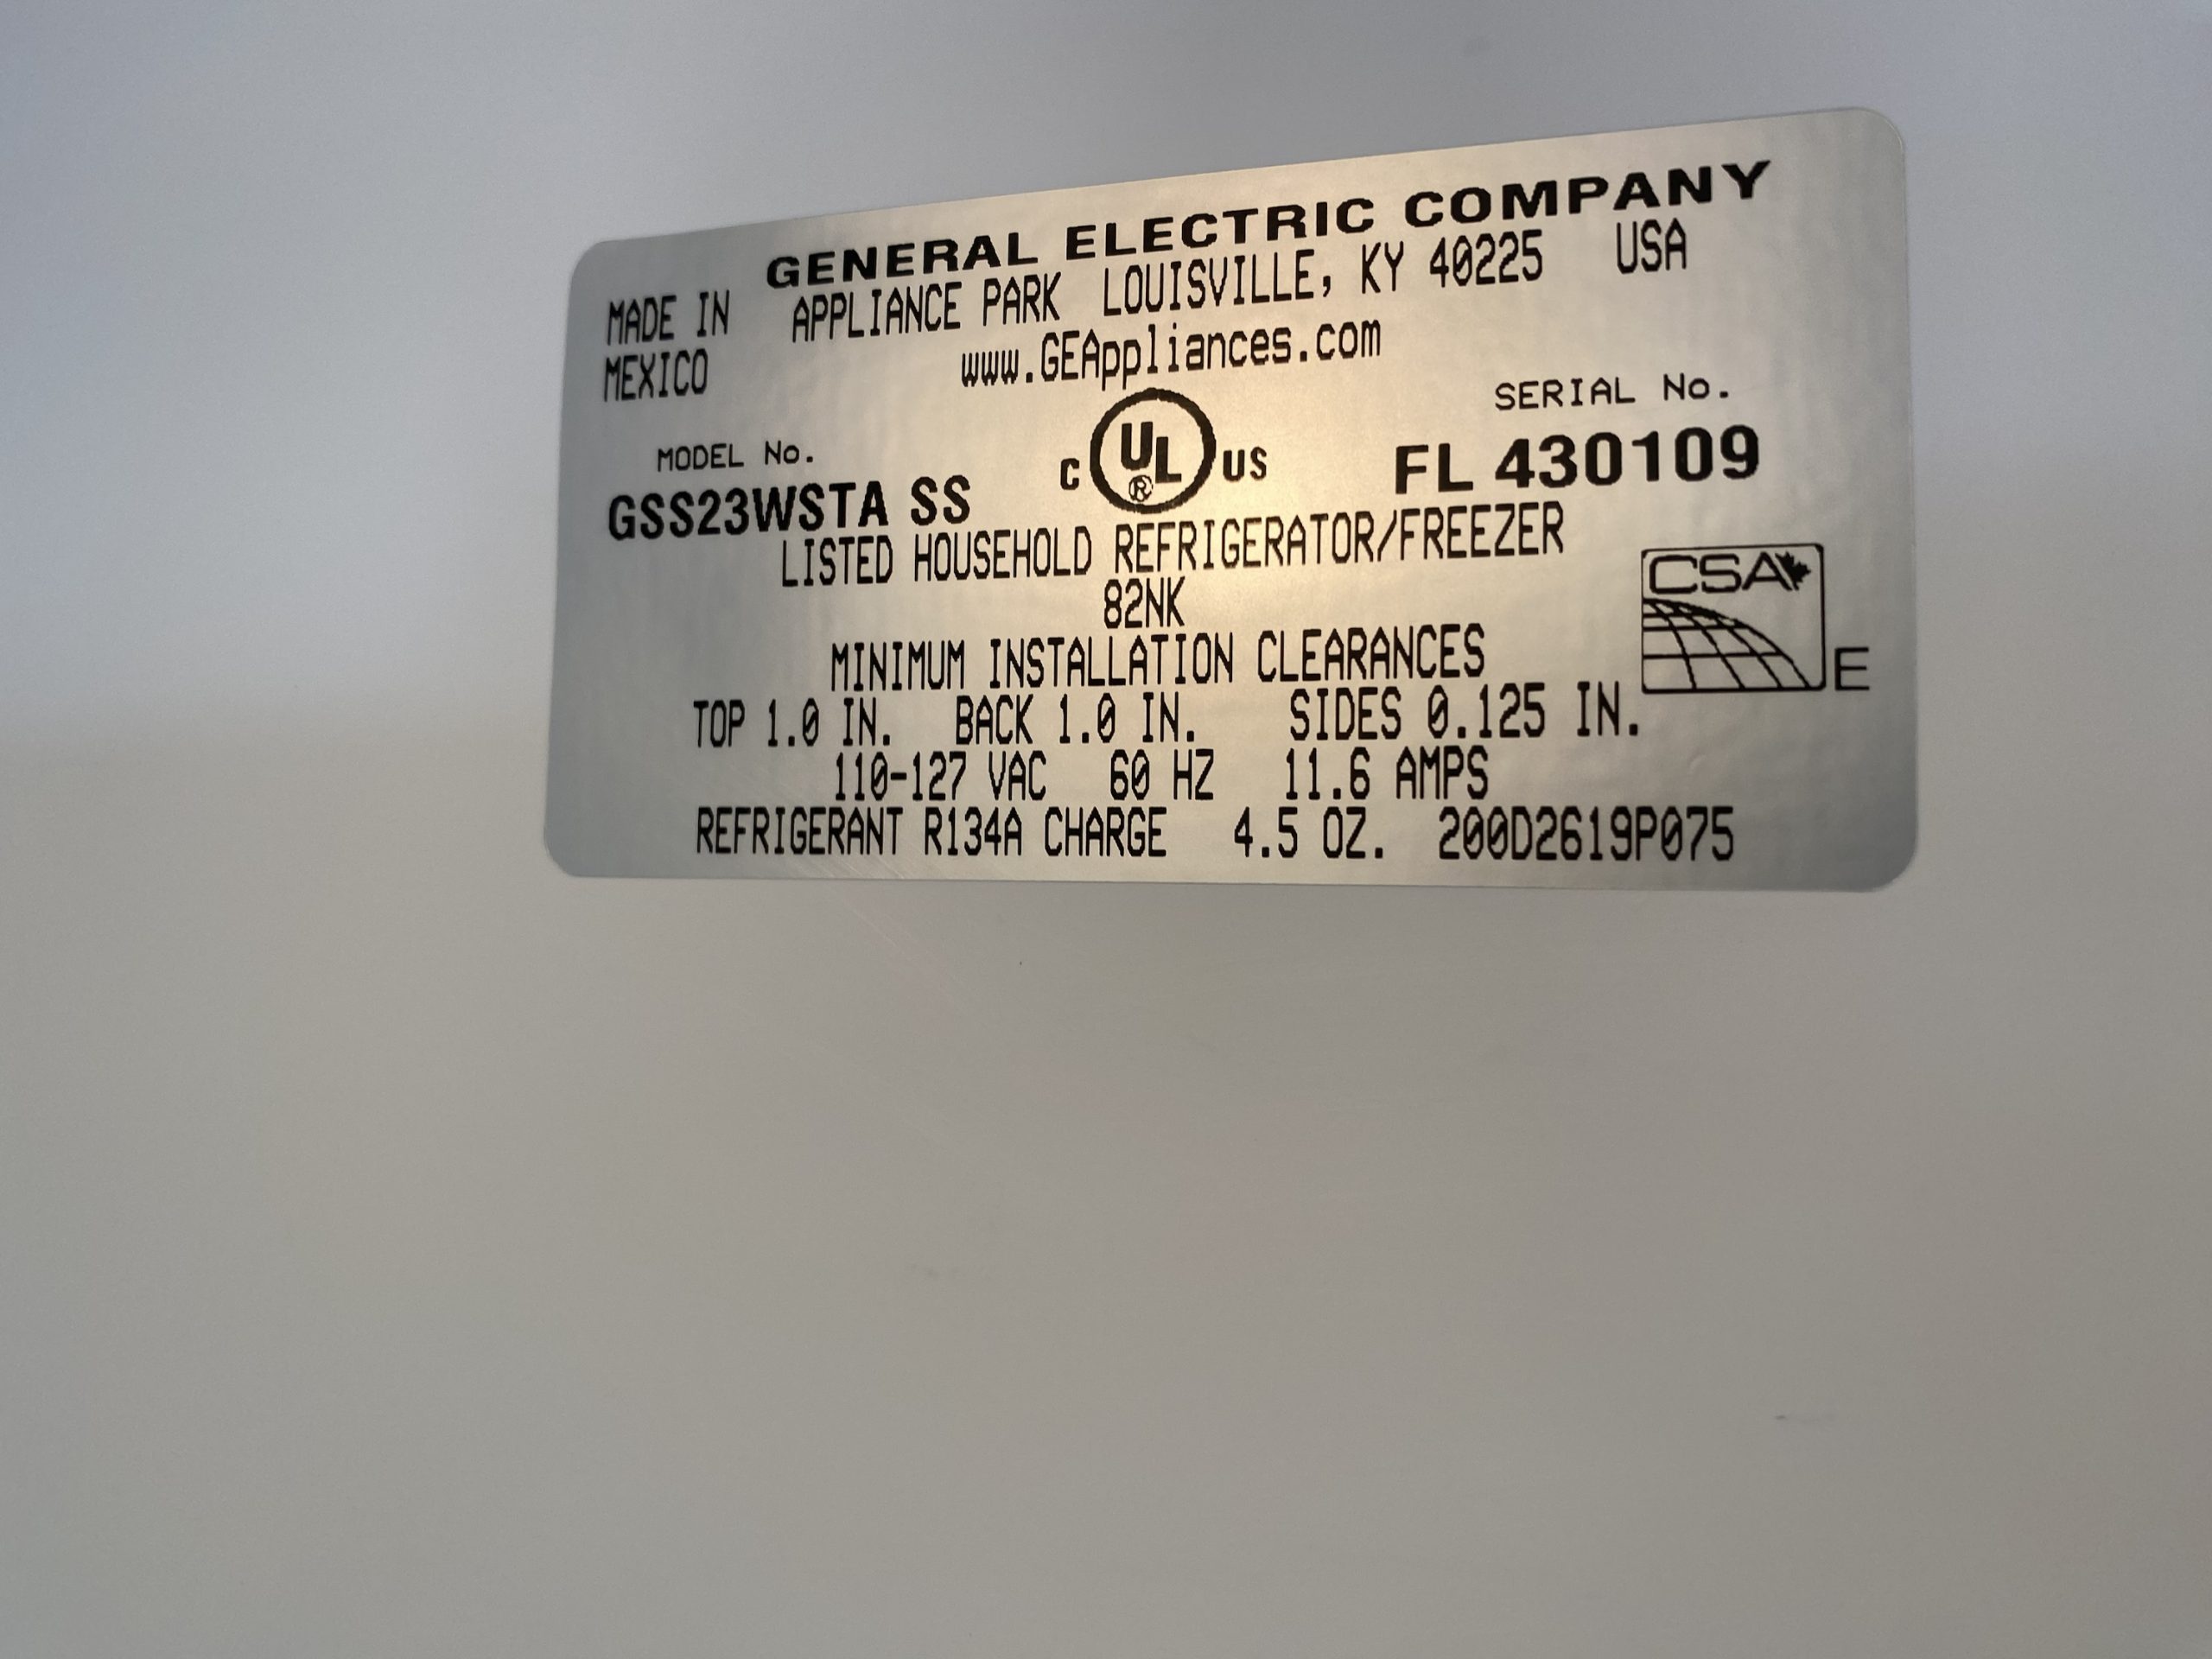 GENERAL ELECTRIC COMPANY
MADE IN APPLIANCE PARK LOUISVILLE, KY 40225 USA
MEXICO www.GEAppliances.com
MODEL No. SERIAL No.
GSS23WSTA SS C UL® US FL 430109
LISTED HOUSEHOLD REFRIGERATOR/FREEZER
82NK CSA
MINIMUM INSTALLATION CLEARANCES E
TOP 1.0 IN. BACK 1.0 IN. SIDES 0.125 IN.
110-127 VAC 60 HZ 11.6 AMPS
REFRIGERANT R134A CHARGE 4.5 OZ. 200D2619P075